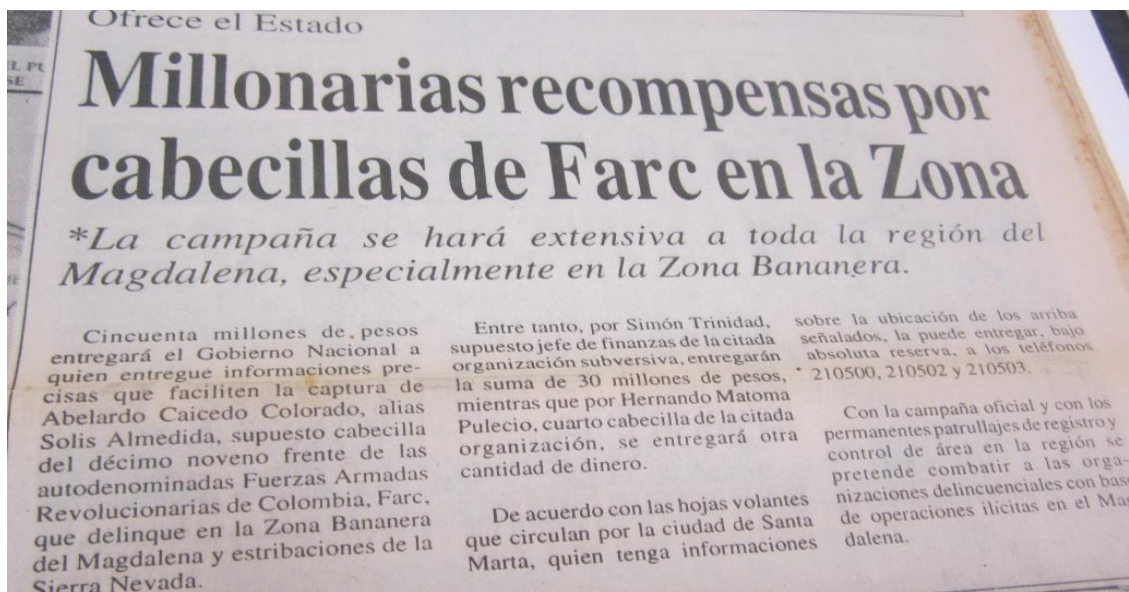 Ofrece el Estado
Millonarias recompensas por
cabecillas de Farc en la Zona
*La campaña se hará extensiva a toda la región del
Magdalena, especialmente en la Zona Bananera.
Cincuenta millones de pesos
entregará el Gobierno Nacional a
quien entregue informaciones pre-
cisas que faciliten la captura de
Abelardo Caicedo Colorado, alias
Solis Almedida, supuesto cabecilla
del décimo noveno frente de las
autodenominadas Fuerzas Armadas
Revolucionarias de Colombia, Farc,
que delinque en la Zona Bananera
del Magdalena y estribaciones de la
Sierra Nevada.
Entre tanto, por Simón Trinidad,
supuesto jefe de finanzas de la citada
organización subversiva, entregarán
la suma de 30 millones de pesos,
mientras que por Hernando Matoma
Pulecio, cuarto cabecilla de la citada
organización, se entregará otra
cantidad de dinero.
De acuerdo con las hojas volantes
que circulan por la ciudad de Santa
Marta, quien tenga informaciones
sobre la ubicación de los arriba
señalados, la puede entregar, bajo
absoluta reserva, a los teléfonos
210500, 210502 y 210503.
Con la campaña oficial y con los
permanentes patrullajes de registro y
control de área en la región se
pretende combatir a las orga-
nizaciones delincuenciales con base
de operaciones ilicitas en el Mag
dalena.